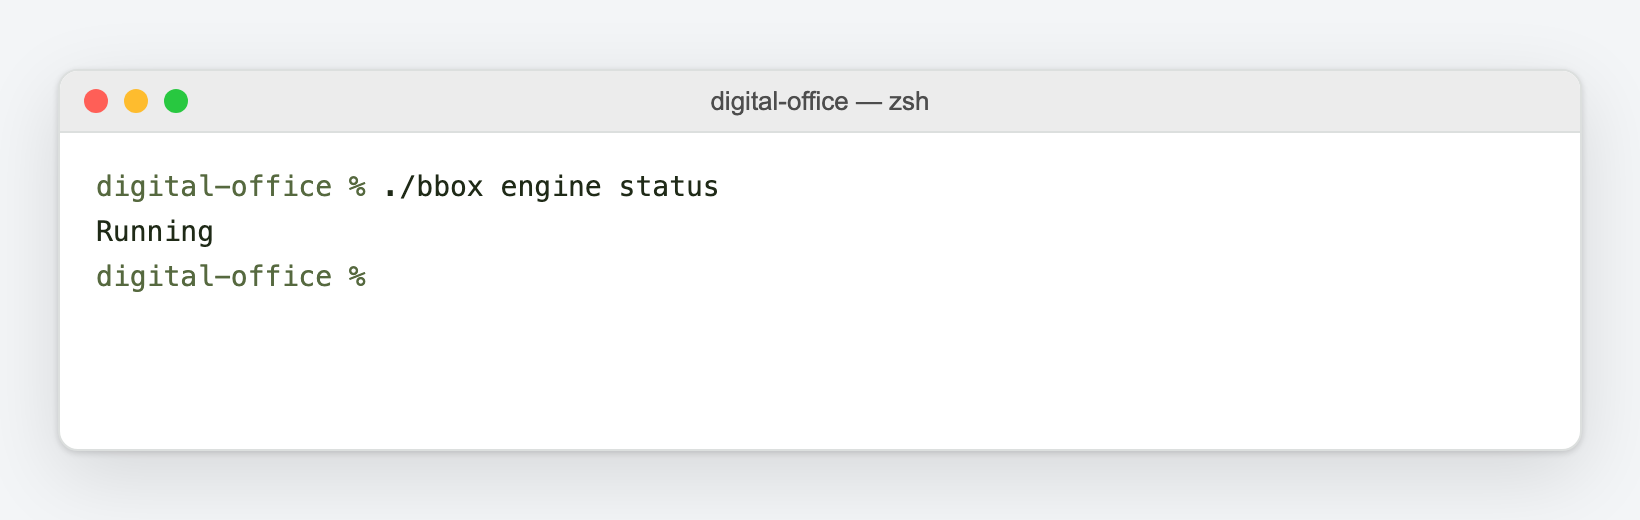 digital-office — zsh
digital-office % ./bbox engine status
Running
digital-office %